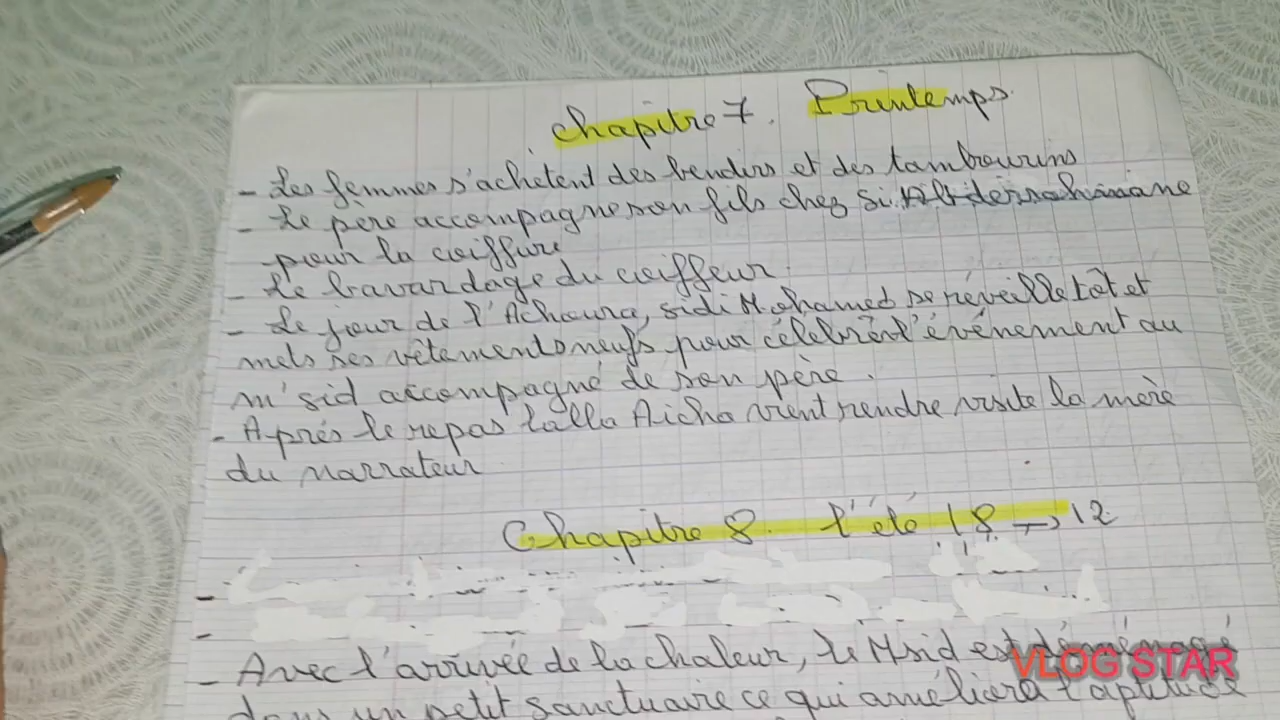 Chapitre 7. Printemps
- Les femmes s'achètent des bendirs et des tambourins
- Le père accompagne son fils chez Si Abderrahmane
pour la coiffure
- Le bavardage du coiffeur.
- Le jour de l'Achoura, sidi Mohamed se réveille tôt et
mets ses vêtements neufs pour célébrer l'événement au
m'sid accompagné de son père.
- Après le repas lalla Aicha vient rendre visite la mère
du narrateur
Chapitre 8. l'été (8 → 12
-
-
- Avec l'arrivée de la chaleur, le Msid est déménagé
dans un petit sanctuaire ce qui améliora l'aptitude
VLOG STAR